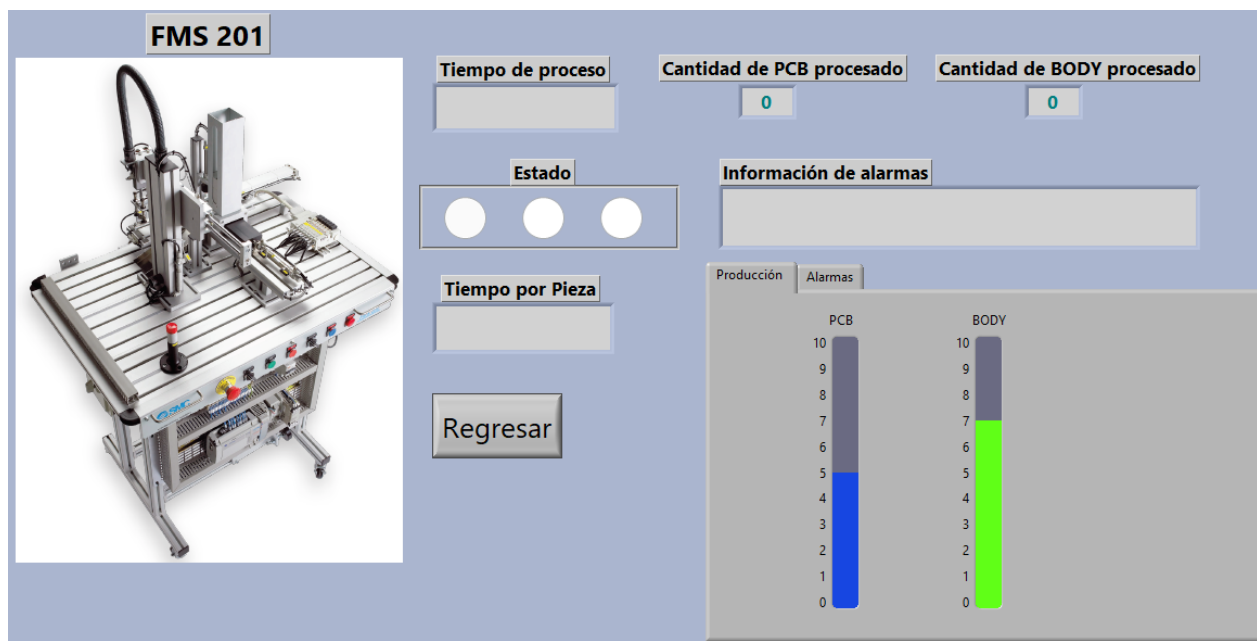 FMS 201
Tiempo de proceso
Cantidad de PCB procesado
Cantidad de BODY procesado
0
0
Estado
Información de alarmas
Tiempo por Pieza
Regresar
Producción
Alarmas
PCB
BODY
10
9
8
7
6
5
4
3
2
1
0
10
9
8
7
6
5
4
3
2
1
0
SMC